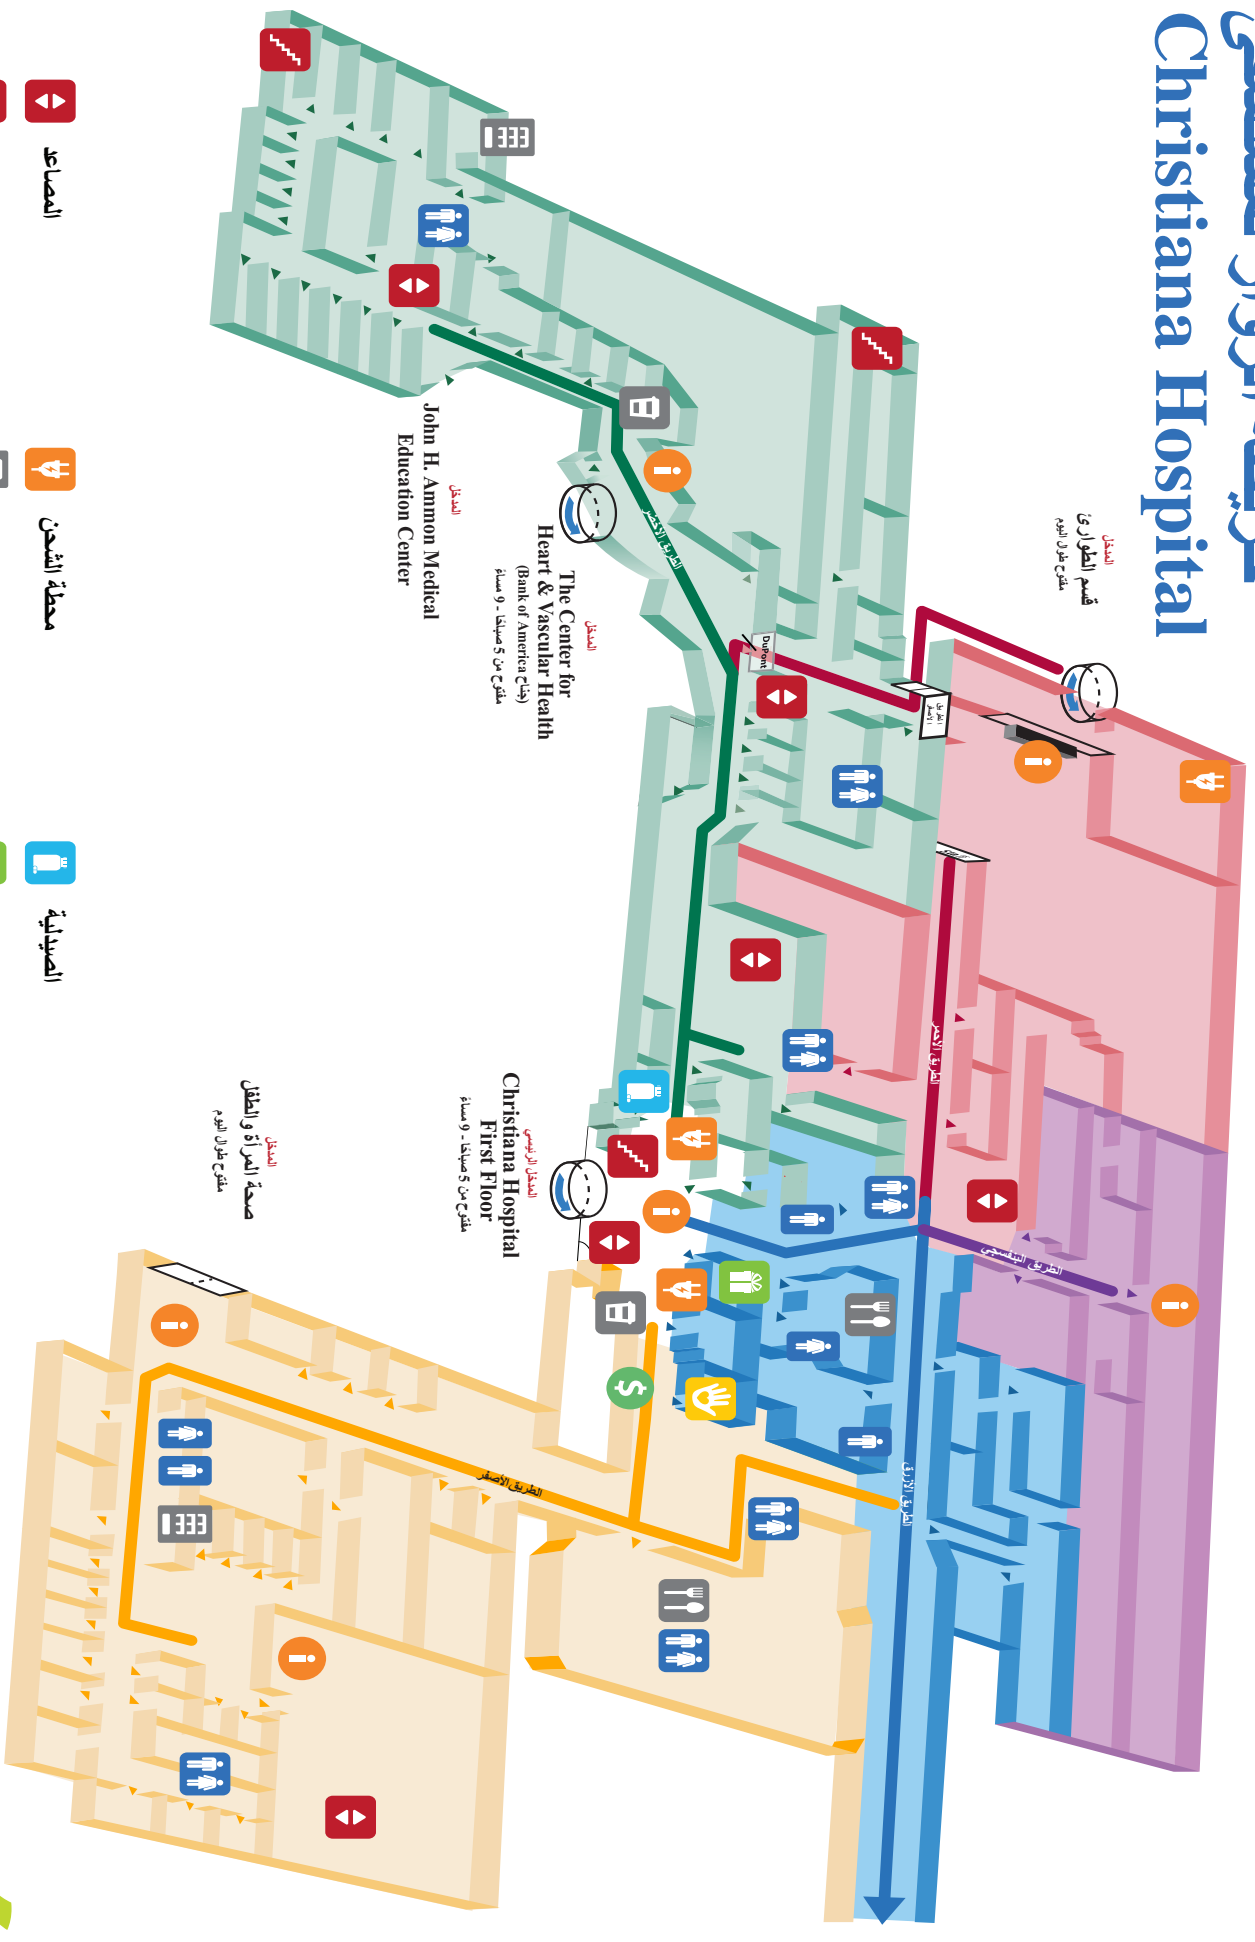 Christiana Hospital
المدخل
قسم الطوارئ
مفتوح طوال اليوم
المدخل
The Center for
Heart & Vascular Health
(جناح Bank of America)
مفتوح من 5 صباحًا - 9 مساءً
المدخل
John H. Ammon Medical
Education Center
DuPont
الطريق
الأصفر
الطريق الأخضر
الطريق الأحمر
الطريق البنفسجي
الطريق الأزرق
الطريق الأصفر
المدخل الرئيسي
Christiana Hospital
First Floor
مفتوح من 5 صباحًا - 9 مساءً
المدخل
صحة المرأة والطفل
مفتوح طوال اليوم
المصاعد
محطة الشحن
الصيدلية